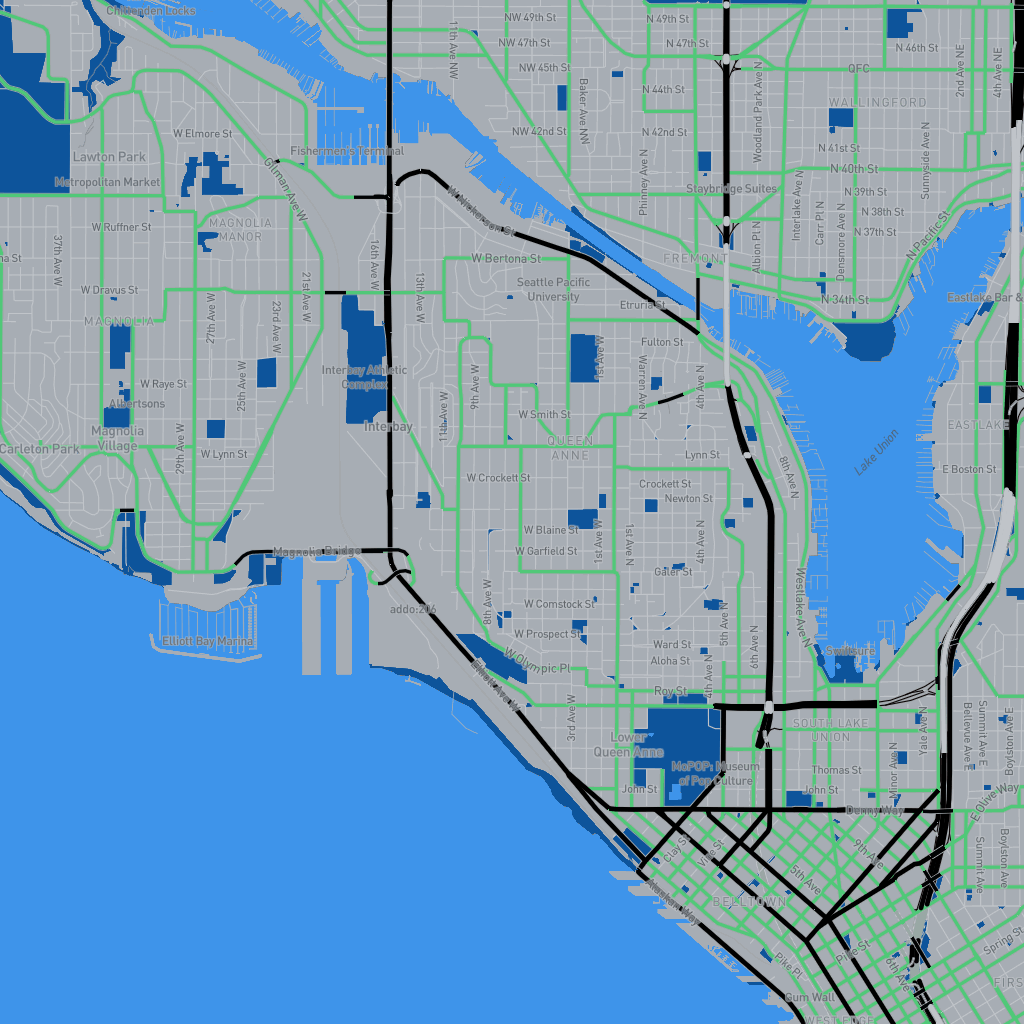 Chittenden Locks
11th Ave NW
NW 49th St
N 49th St
NW 47th St
N 47th St
N 46th St
2nd Ave NE
4th Ave NE
NW 45th St
QFC
Baker Ave NW
N 44th St
Woodland Park Ave N
WALLINGFORD
W Elmore St
NW 42nd St
N 42nd St
N 41st St
Sunnyside Ave N
Lawton Park
Fishermen's Terminal
Gilman Ave W
Phinney Ave N
N 40th St
Metropolitan Market
W Nickerson St
Staybridge Suites
Interlake Ave N
N 39th St
Carr Pl N
Densmore Ave N
N 38th St
W Ruffner St
MAGNOLIA
MANOR
37th Ave W
16th Ave W
Albion Pl N
N 37th St
N Pacific St
W Bertona St
FREMONT
na St
W Dravus St
21st Ave W
13th Ave W
Seattle Pacific
University
Etruria St
N 34th St
Eastlake Bar &
MAGNOLIA
27th Ave W
23rd Ave W
Fulton St
1st Ave W
Warren Ave N
4th Ave N
Interbay Athletic
Complex
W Raye St
25th Ave W
9th Ave W
Albertsons
11th Ave W
W Smith St
Magnolia
Village
Interbay
QUEEN
ANNE
EASTLAKE
Carleton Park
29th Ave W
W Lynn St
Lynn St
Lake Union
8th Ave N
E Boston St
W Crockett St
Crockett St
Newton St
W Blaine St
1st Ave W
1st Ave N
4th Ave N
Magnolia Bridge
W Garfield St
Galer St
Westlake Ave N
8th Ave W
addo:206
W Comstock St
5th Ave N
6th Ave N
Elliott Bay Marina
W Prospect St
Ward St
Swiftsure
W Olympic Pl
Aloha St
Elliott Ave W
4th Ave N
Roy St
3rd Ave W
Yale Ave N
Bellevue Ave E
Summit Ave E
Boylston Ave E
SOUTH LAKE
UNION
Lower
Queen Anne
MoPOP: Museum
of Pop Culture
Thomas St
Minor Ave N
John St
John St
E Olive Way
Denny Way
Clay St
Vine St
9th Ave
Summit Ave
Boylston Ave
5th Ave
Alaskan Way
BELLTOWN
Pike St
Spring St
Pike Pl
6th Ave
FIRS
Gum Wall
WEST EDGE